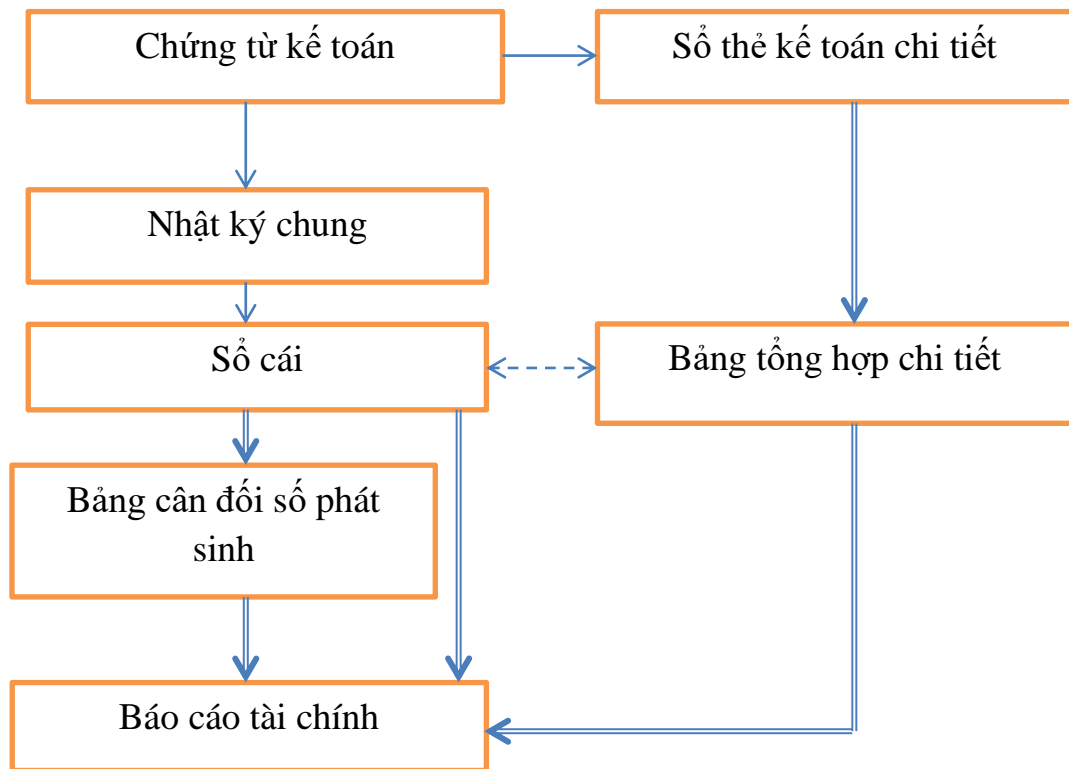 Chứng từ kế toán
Sổ thẻ kế toán chi tiết
Nhật ký chung
Sổ cái
Bảng tổng hợp chi tiết
Bảng cân đối số phát
sinh
Báo cáo tài chính